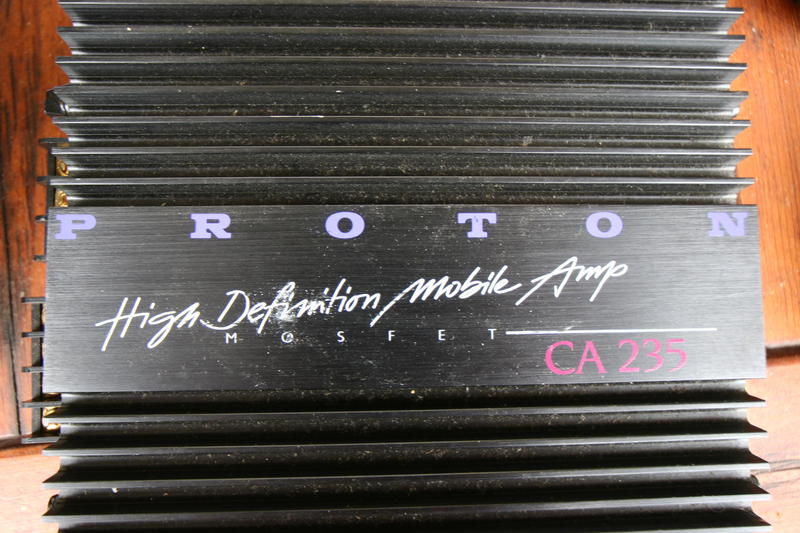 PROTON
High Definition Mobile Amp
MOSFET
CA 235